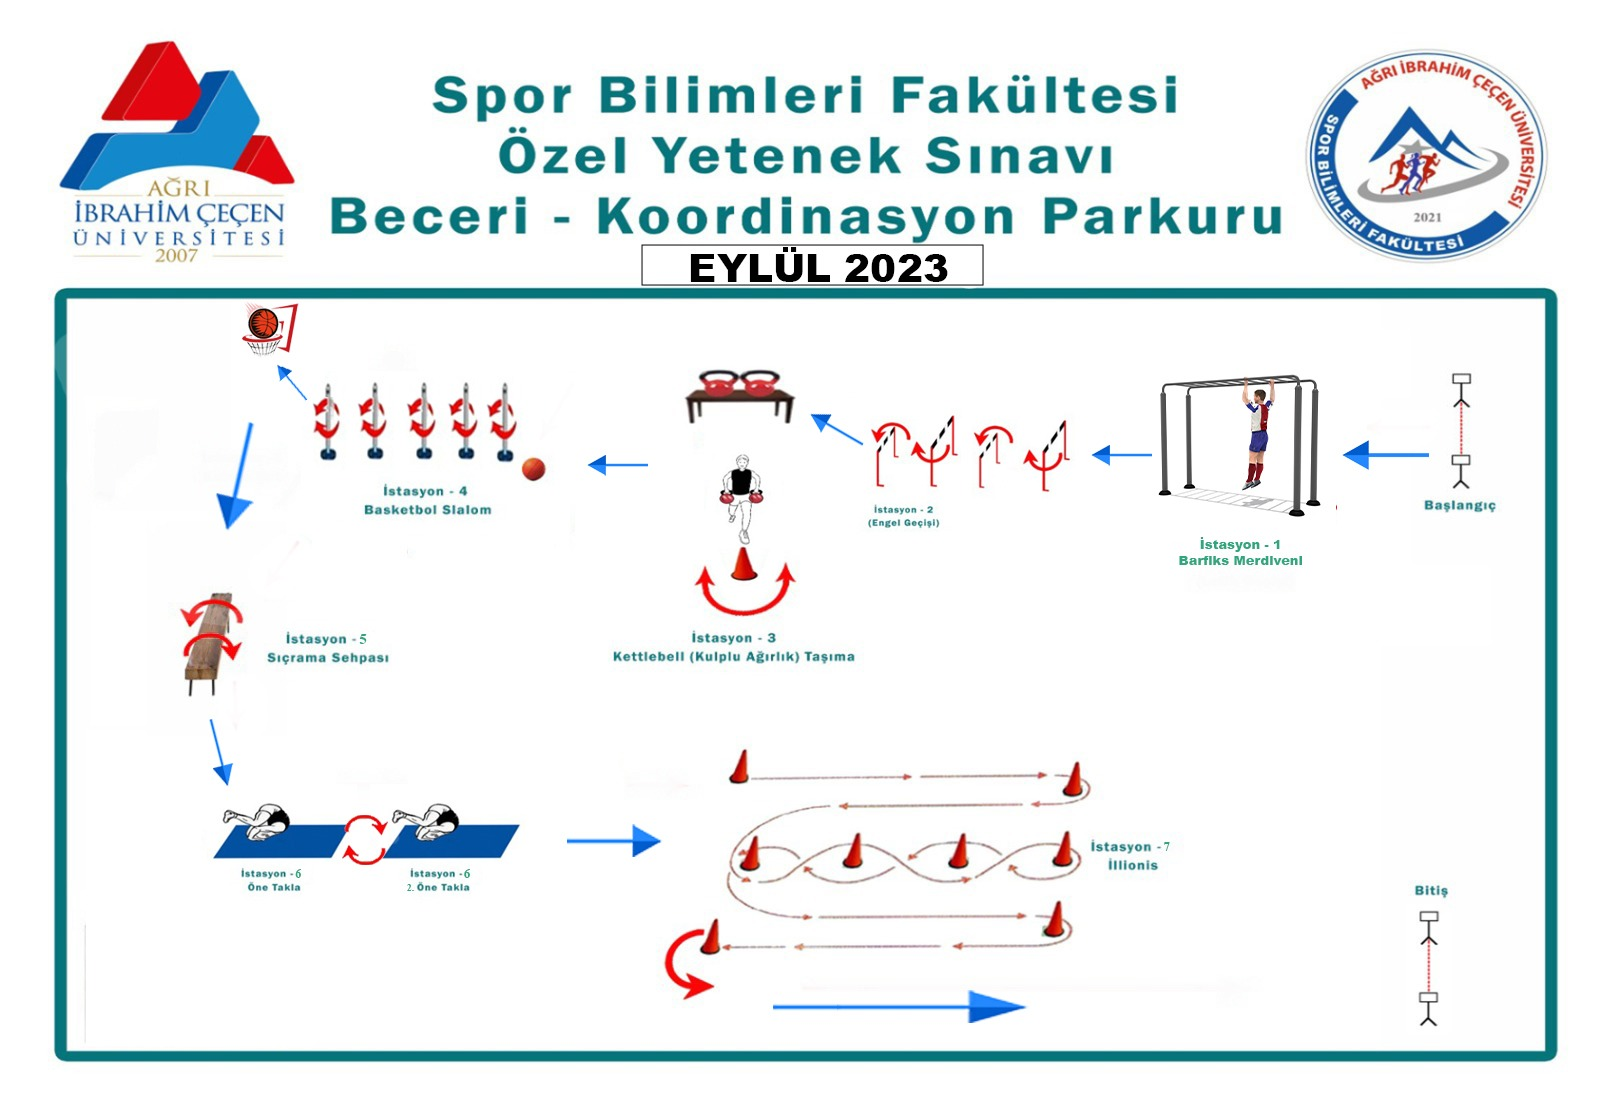 Spor Bilimleri Fakültesi
Özel Yetenek Sınavı
Beceri - Koordinasyon Parkuru
EYLÜL 2023
AĞRI
İBRAHİM ÇEÇEN
ÜNİVERSİTESİ
2007
AĞRI İBRAHİM ÇEÇEN ÜNİVERSİTESİ
2021
SPOR BİLİMLERİ FAKÜLTESİ
Başlangıç
İstasyon - 1
Barfiks Merdiveni
İstasyon - 2
(Engel Geçişi)
İstasyon - 3
Kettlebell (Kulplu Ağırlık) Taşıma
İstasyon - 4
Basketbol Slalom
İstasyon - 5
Sıçrama Sehpası
İstasyon - 6
Öne Takla
İstasyon - 6
2. Öne Takla
İstasyon - 7
İllionis
Bitiş